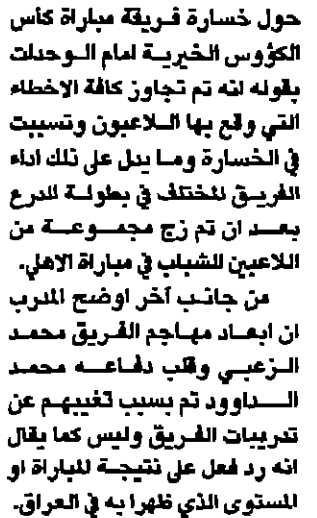 حول خسارة فريقة مباراة كأس
الكؤوس الخيرية امام الوحدات
بقوله انه تم تجاوز كافة الاخطاء
التي وقع بها اللاعبون وتسببت
في الخسارة وما يدل على ذلك اداء
الفريق المختلف في بطولة الدرع
بعد ان تم زج مجموعة من
اللاعبين الشباب في مباراة الاهلي.
من جانب آخر اوضح المدرب
ان ابعاد مهاجم الفريق محمد
الزعبي وقلب دفاعه محمد
الداوود تم بسبب تغيبهم عن
تدريبات الفريق وليس كما يقال
انه رد فعل على نتيجة المباراة او
المستوى الذي ظهرا به في العراق.